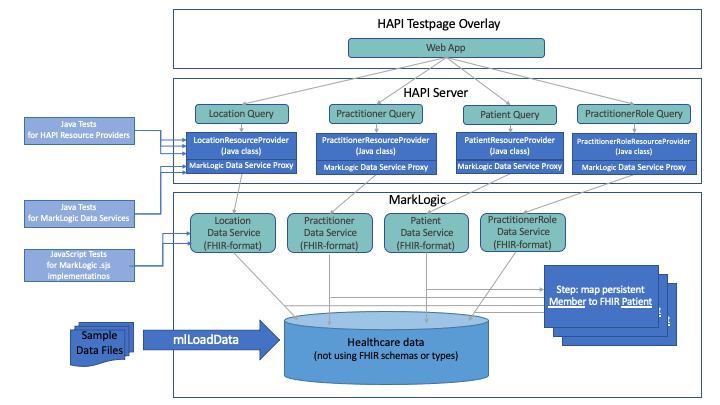 HAPI Testpage Overlay
Web App
HAPI Server
Location Query
Practitioner Query
Patient Query
PractitionerRole Query
Java Tests
for HAPI Resource Providers
LocationResourceProvider
(Java class)
MarkLogic Data Service Proxy
PractitionerResourceProvider
(Java class)
MarkLogic Data Service Proxy
PatientResourceProvider
(Java class)
MarkLogic Data Service Proxy
PractitionerRoleResourceProvider
(Java class)
MarkLogic Data Service Proxy
MarkLogic
Java Tests
for MarkLogic Data Services
Location
Data Service
(FHIR-format)
Practitioner
Data Service
(FHIR-format)
Patient
Data Service
(FHIR-format)
PractitionerRole
Data Service
(FHIR-format)
JavaScript Tests
for MarkLogic .sjs
implementatinos
Step: map persistent
Member to FHIR Patient
Sample
Data Files
mlLoadData
Healthcare data
(not using FHIR schemas or types)